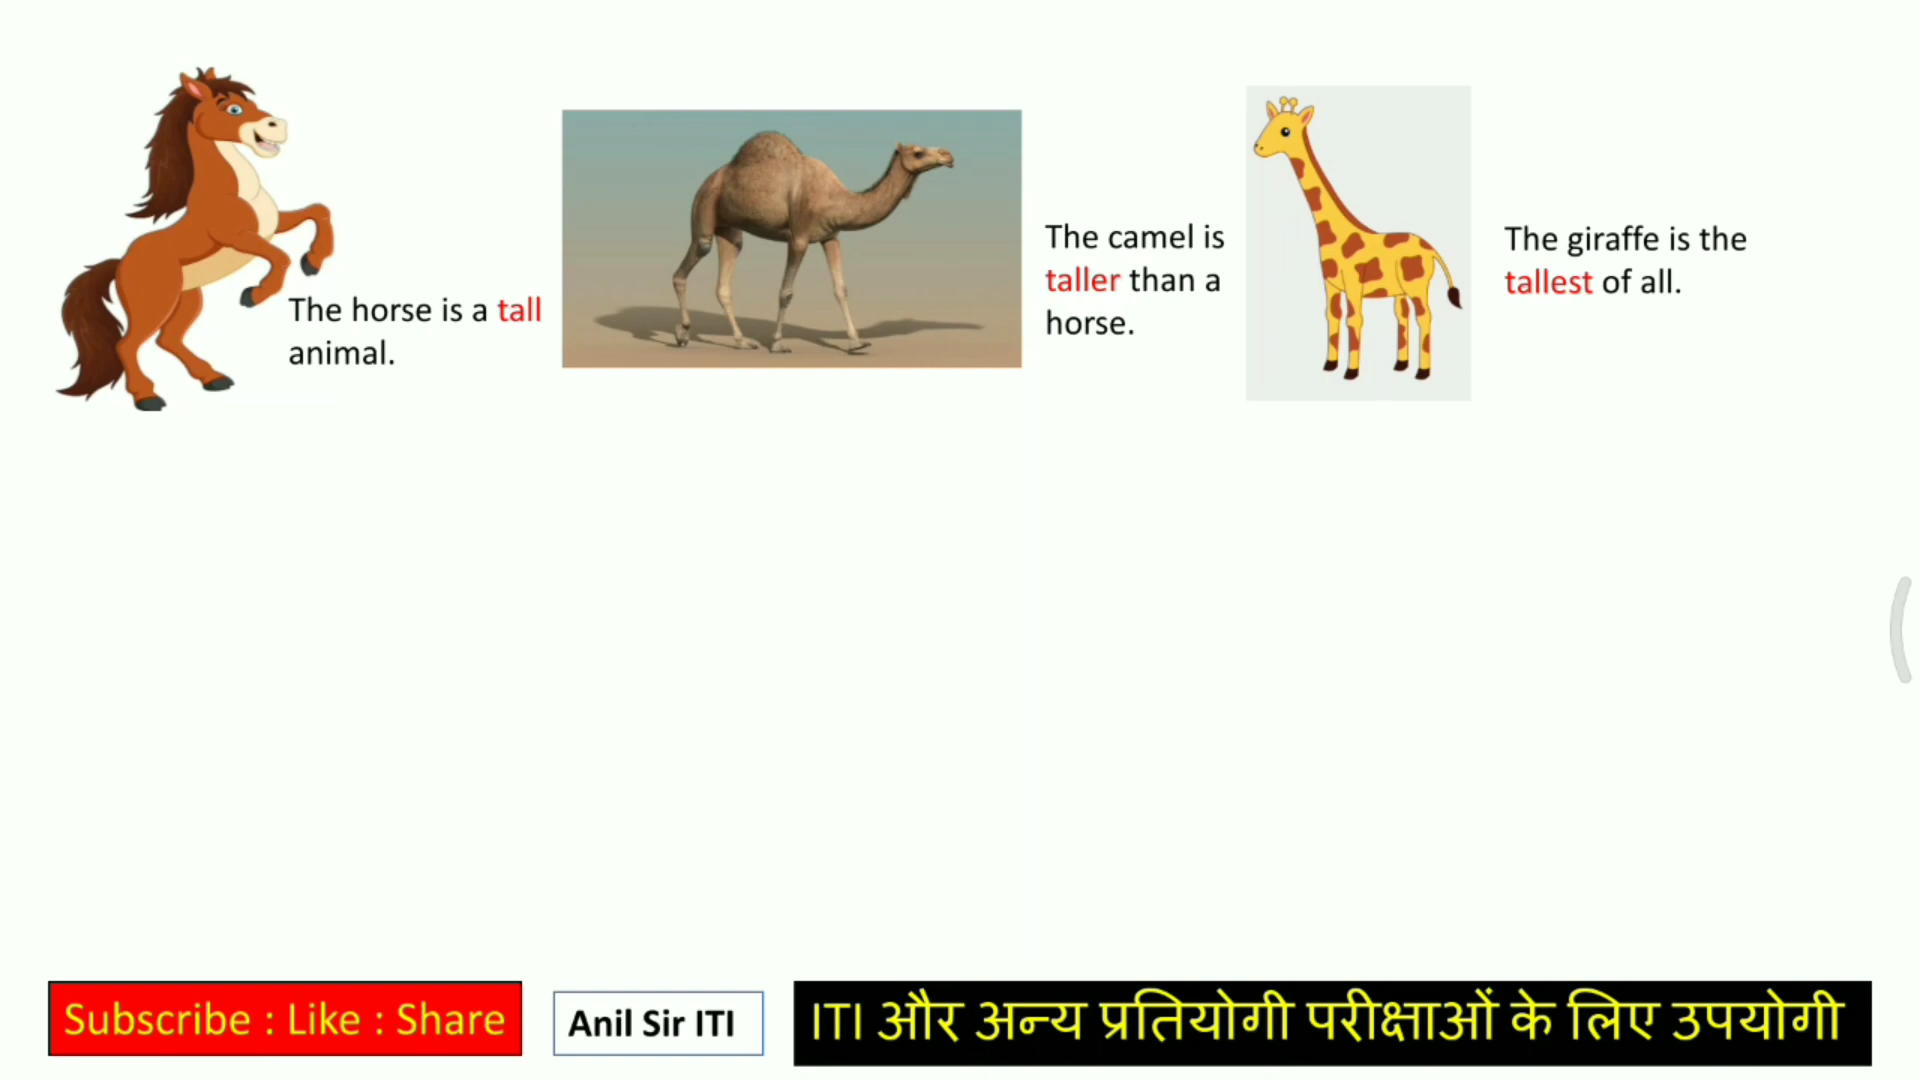 The horse is a tall
animal.
The camel is
taller than a
horse.
The giraffe is the
tallest of all.
Subscribe : Like : Share
Anil Sir ITI
ITI और अन्य प्रतियोगी परीक्षाओं के लिए उपयोगी